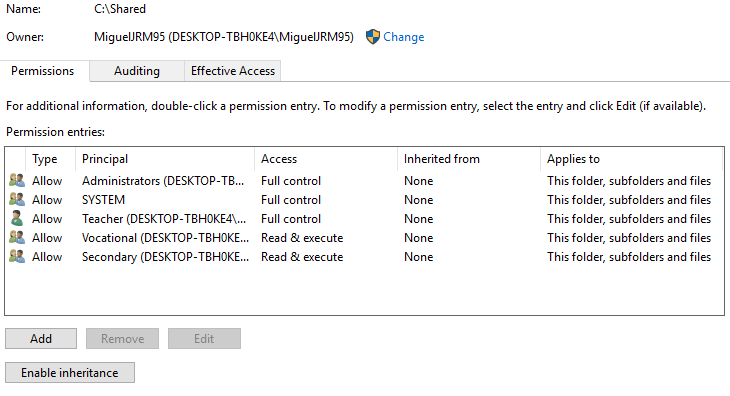 Name: C:\Shared
Owner: MiguelJRM95 (DESKTOP-TBH0KE4\MiguelJRM95) Change
Permissions Auditing Effective Access
For additional information, double-click a permission entry. To modify a permission entry, select the entry and click Edit (if available).
Permission entries:
Type Principal Access Inherited from Applies to
Allow Administrators (DESKTOP-TB... Full control None This folder, subfolders and files
Allow SYSTEM Full control None This folder, subfolders and files
Allow Teacher (DESKTOP-TBH0KE4\... Full control None This folder, subfolders and files
Allow Vocational (DESKTOP-TBH0KE... Read & execute None This folder, subfolders and files
Allow Secondary (DESKTOP-TBH0KE... Read & execute None This folder, subfolders and files
Add Remove Edit
Enable inheritance